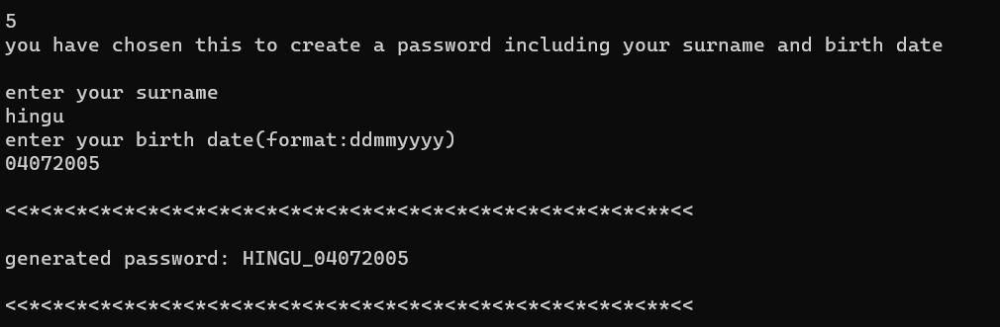 5
you have chosen this to create a password including your surname and birth date
enter your surname
hingu
enter your birth date(format:ddmmyyyy)
04072005
<<*<*<*<*<*<*<*<*<*<*<*<*<*<*<*<*<*<*<*<*<*<*<*<*<*<*<*<**<<
generated password: HINGU_04072005
<<*<*<*<*<*<*<*<*<*<*<*<*<*<*<*<*<*<*<*<*<*<*<*<*<*<*<*<**<<